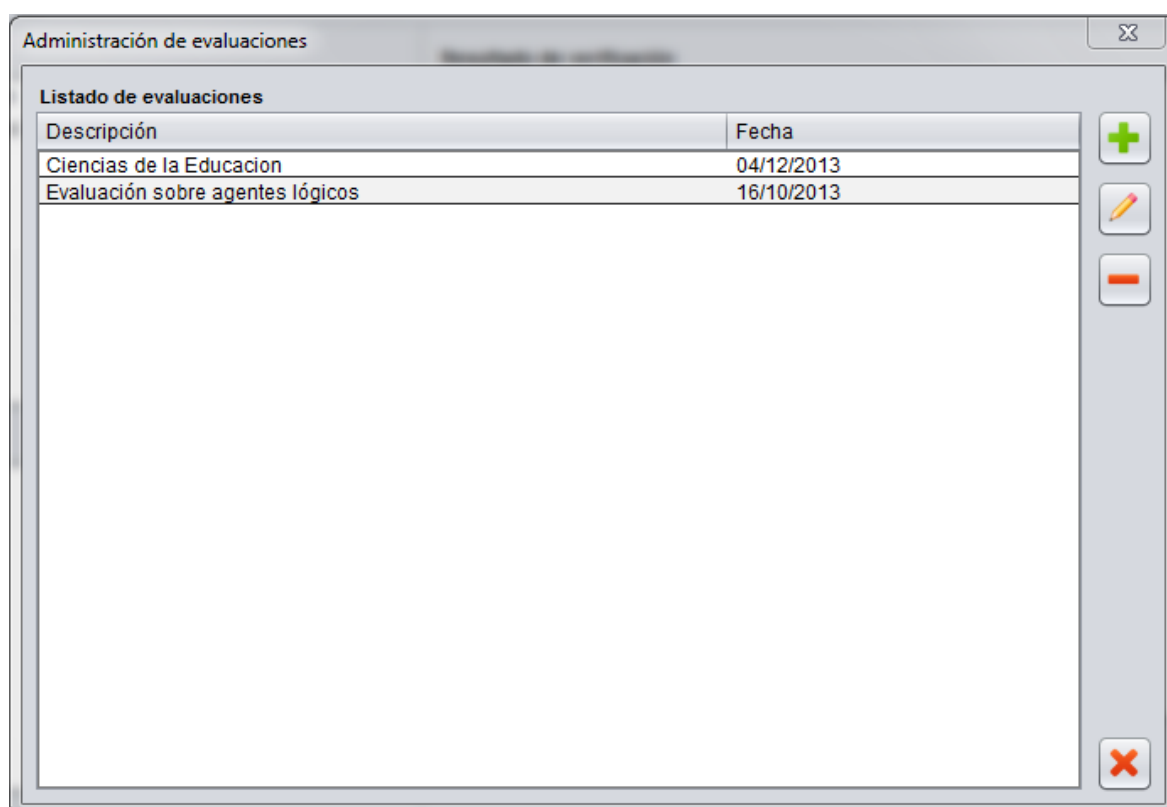 Administración de evaluaciones
Listado de evaluaciones
Descripción Fecha
Ciencias de la Educacion 04/12/2013
Evaluación sobre agentes lógicos 16/10/2013